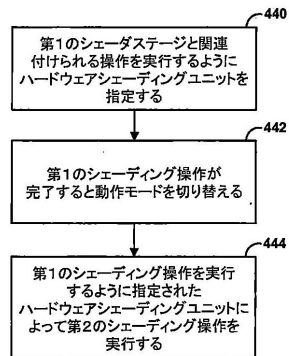 440
第1のシェーダステージと関連
付けられる操作を実行するように
ハードウェアシェーディングユニットを
指定する
442
第1のシェーディング操作が
完了すると動作モードを切り替える
444
第1のシェーディング操作を実行
するように指定された
ハードウェアシェーディングユニットに
よって第2のシェーディング操作を
実行する